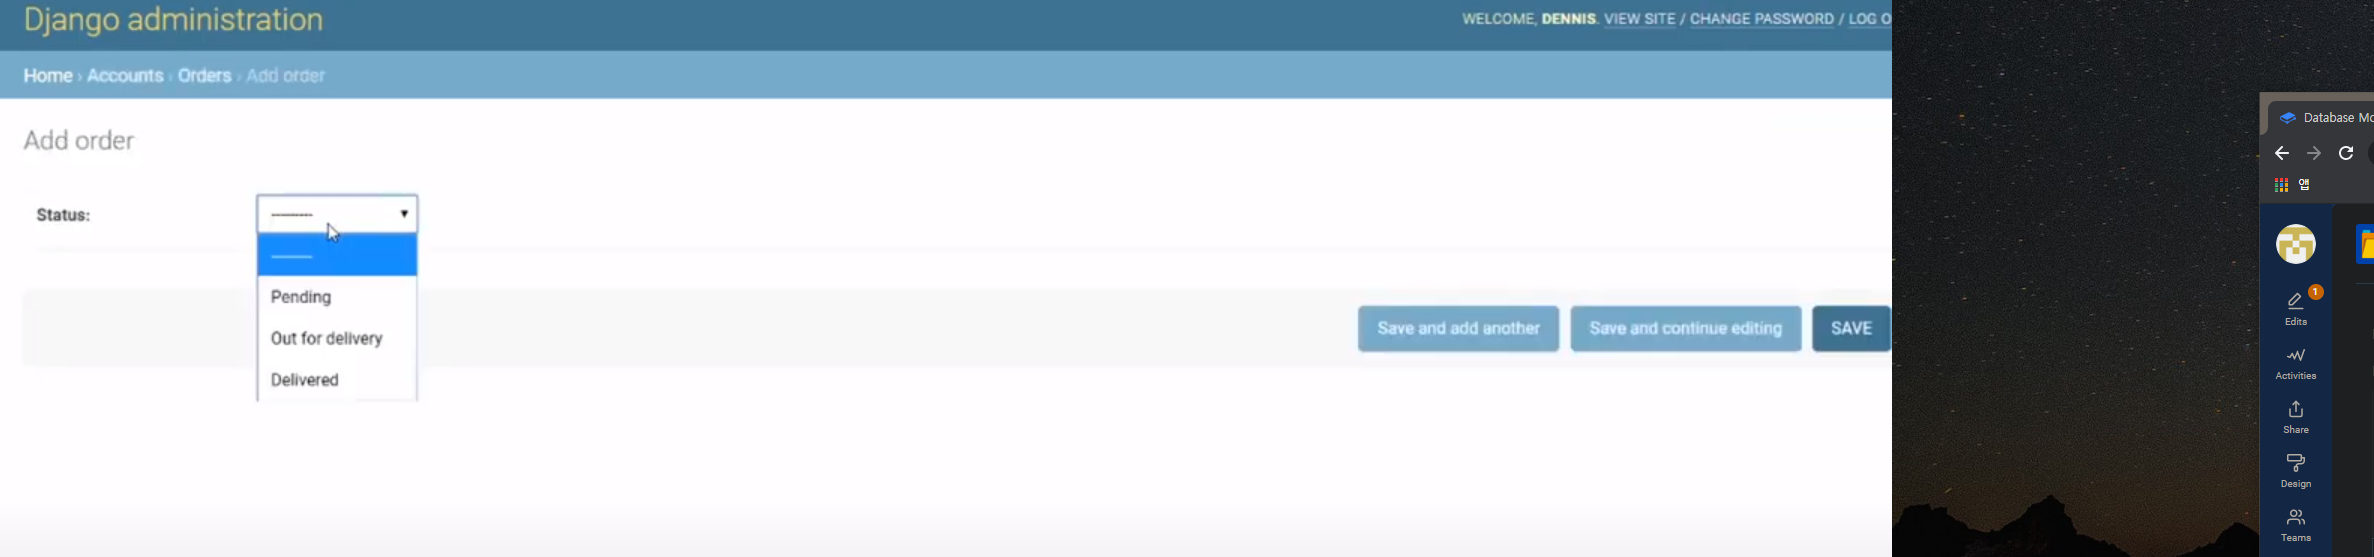 Django administration
WELCOME, DENNIS. VIEW SITE / CHANGE PASSWORD / LOG O
Home › Accounts › Orders › Add order
Add order
Status:
---------
---------
Pending
Out for delivery
Delivered
Save and add another
Save and continue editing
SAVE
Database Mo
1
Edits
Activities
Share
Design
Teams